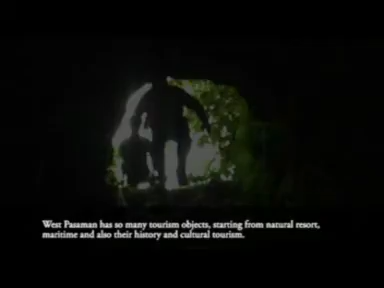 West Pasaman has so many tourism objects, starting from natural resort,
maritime and also their history and cultural tourism.